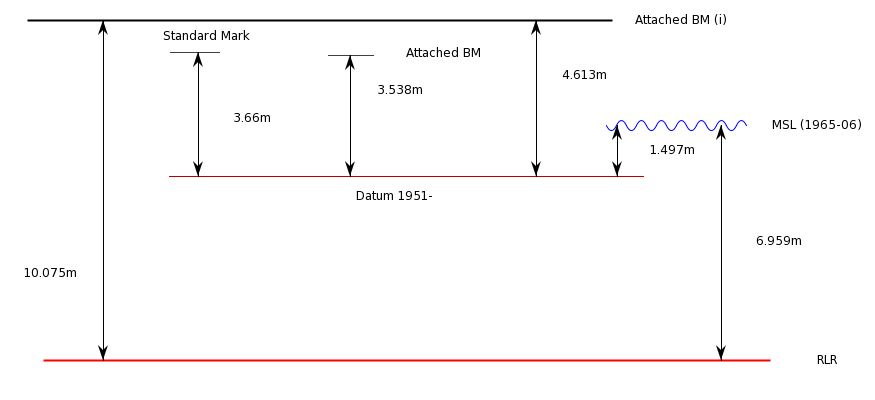 Attached BM (i)
Standard Mark
Attached BM
4.613m
3.538m
3.66m
MSL (1965-06)
1.497m
Datum 1951-
6.959m
10.075m
RLR